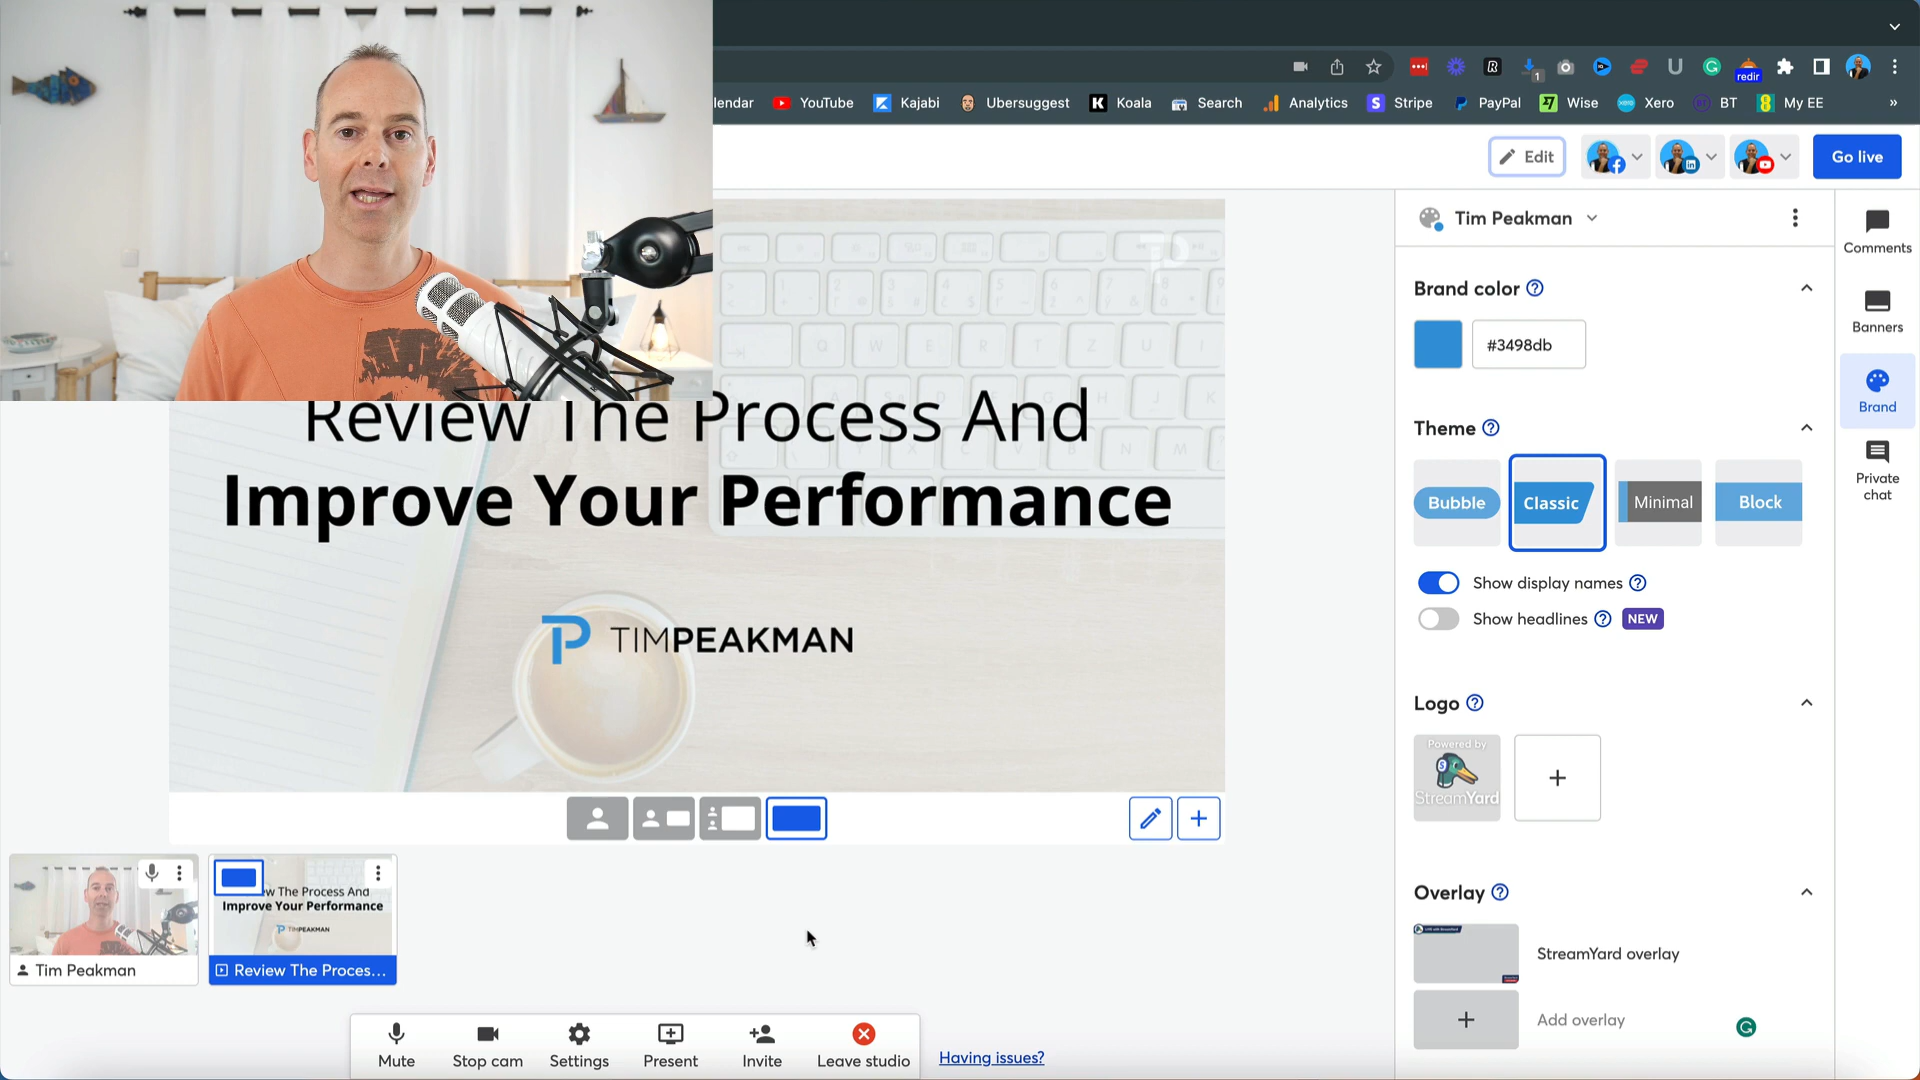 redir
1
lendar
YouTube
Kajabi
Ubersuggest
Koala
Search
Analytics
Stripe
PayPal
Wise
Xero
BT
My EE
»
Edit
Go live
Tim Peakman
Comments
Brand color
#3498db
Banners
Brand
Theme
Private
chat
Bubble
Classic
Minimal
Block
Show display names
Show headlines
NEW
Logo
Powered by
StreamYard
Overlay
StreamYard overlay
Add overlay
Review The Process And
Improve Your Performance
TIMPEAKMAN
Tim Peakman
ew The Process And
Improve Your Performance
TIMPEAKMAN
Review The Proces...
Mute
Stop cam
Settings
Present
Invite
Leave studio
Having issues?